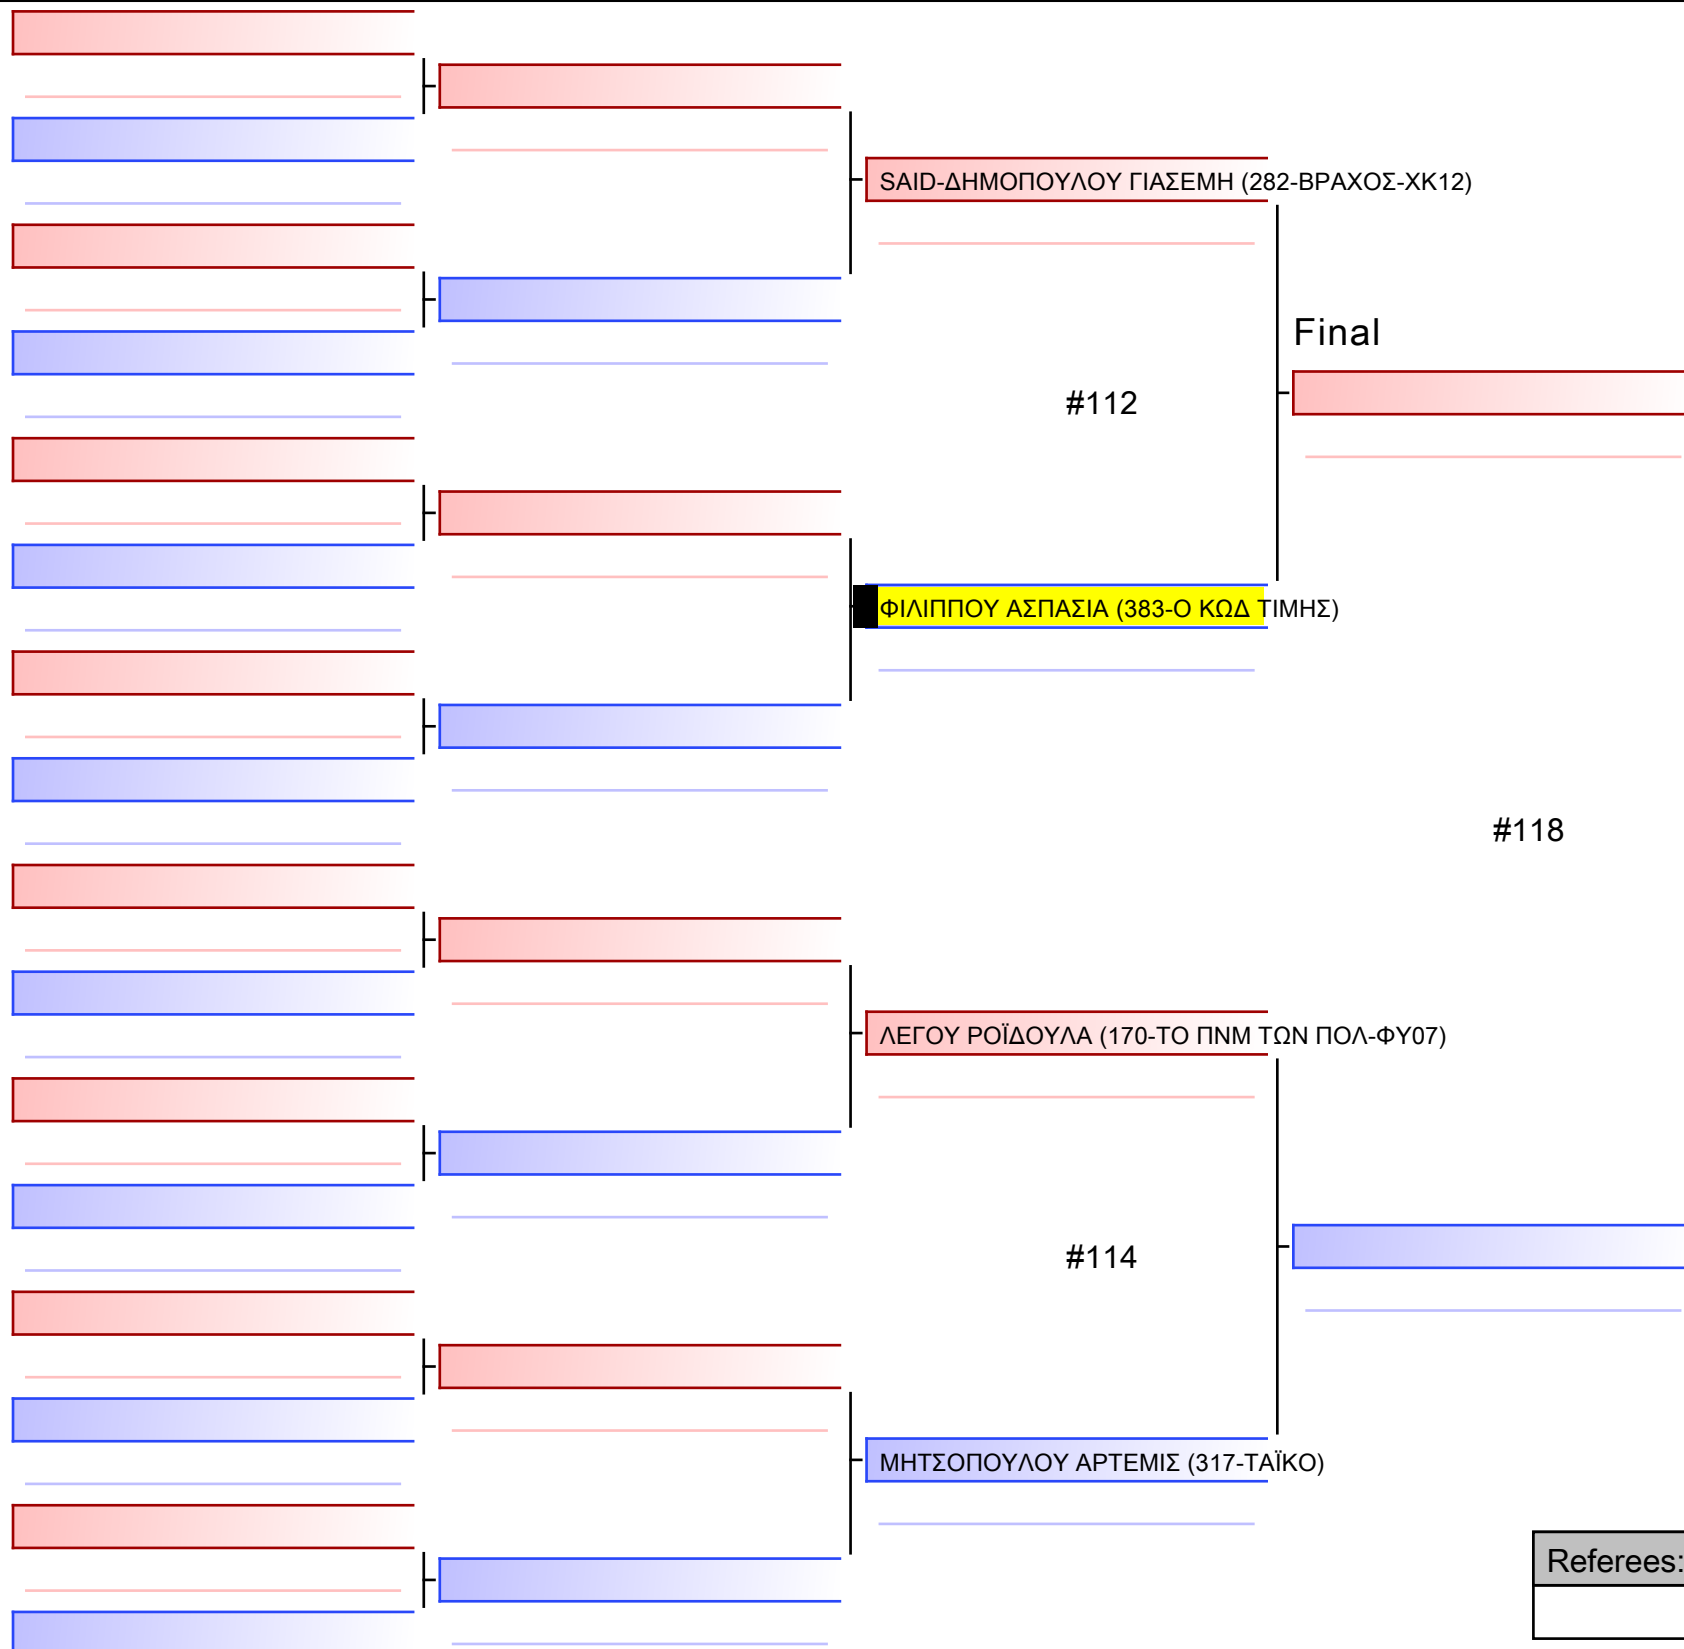 SAID-ΔΗΜΟΠΟΥΛΟΥ ΓΙΑΣΕΜΗ (282-ΒΡΑΧΟΣ-ΧΚ12)
Final
#112
ΦΙΛΙΠΠΟΥ ΑΣΠΑΣΙΑ (383-Ο ΚΩΔ ΤΙΜΗΣ)
#118
ΛΕΓΟΥ ΡΟΪΔΟΥΛΑ (170-ΤΟ ΠΝΜ ΤΩΝ ΠΟΛ-ΦΥ07)
#114
ΜΗΤΣΟΠΟΥΛΟΥ ΑΡΤΕΜΙΣ (317-ΤΑΪΚΟ)
Referees: